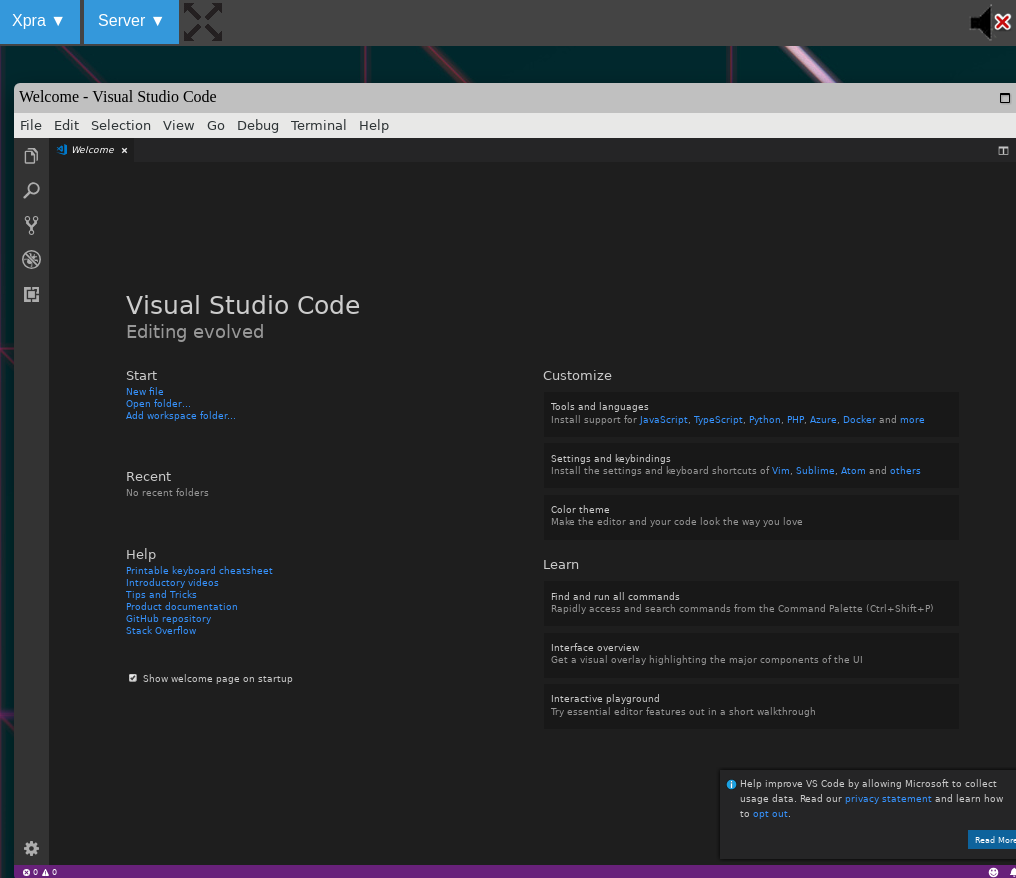 Xpra ▼ Server ▼
Welcome - Visual Studio Code
File Edit Selection View Go Debug Terminal Help
Welcome ×
Visual Studio Code
Editing evolved
Start
New file
Open folder...
Add workspace folder...
Recent
No recent folders
Help
Printable keyboard cheatsheet
Introductory videos
Tips and Tricks
Product documentation
GitHub repository
Stack Overflow
Show welcome page on startup
Customize
Tools and languages
Install support for JavaScript, TypeScript, Python, PHP, Azure, Docker and more
Settings and keybindings
Install the settings and keyboard shortcuts of Vim, Sublime, Atom and others
Color theme
Make the editor and your code look the way you love
Learn
Find and run all commands
Rapidly access and search commands from the Command Palette (Ctrl+Shift+P)
Interface overview
Get a visual overlay highlighting the major components of the UI
Interactive playground
Try essential editor features out in a short walkthrough
Help improve VS Code by allowing Microsoft to collect
usage data. Read our privacy statement and learn how
to opt out.
Read More
0 0